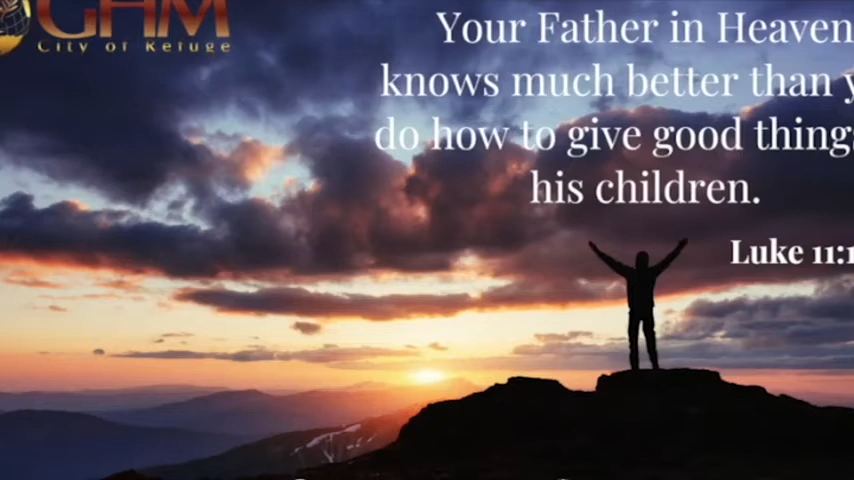 GHM
City of Refuge
Your Father in Heaven
knows much better than y
do how to give good things
his children.
Luke 11:1